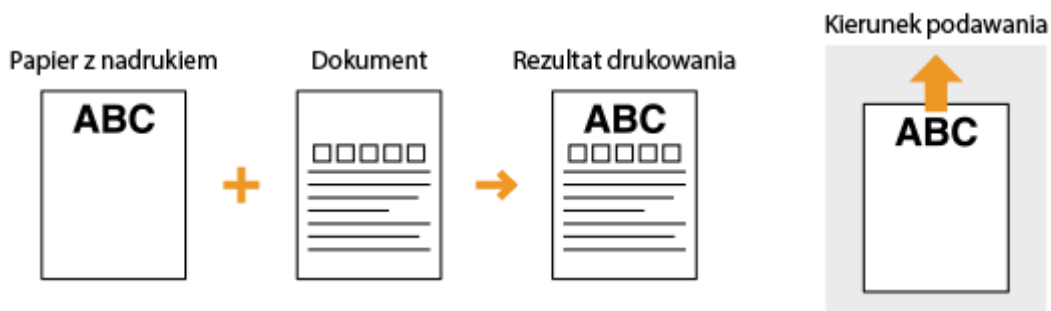 Kierunek podawania
Papier z nadrukiem
Dokument
Rezultat drukowania
ABC
ABC
ABC